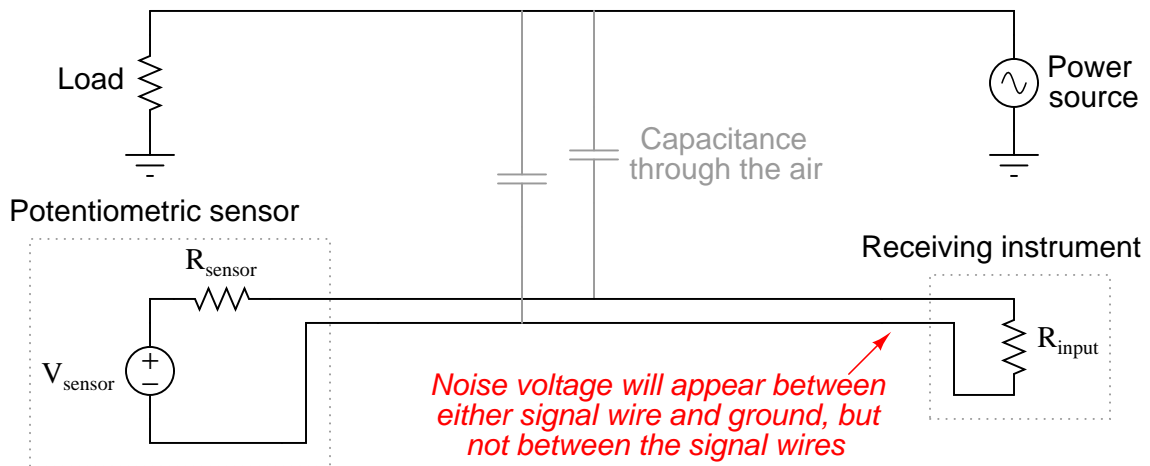 Load
Power
source
Capacitance
through the air
Potentiometric sensor
Receiving instrument
Rsensor
Rinput
Vsensor
+
−
Noise voltage will appear between
either signal wire and ground, but
not between the signal wires